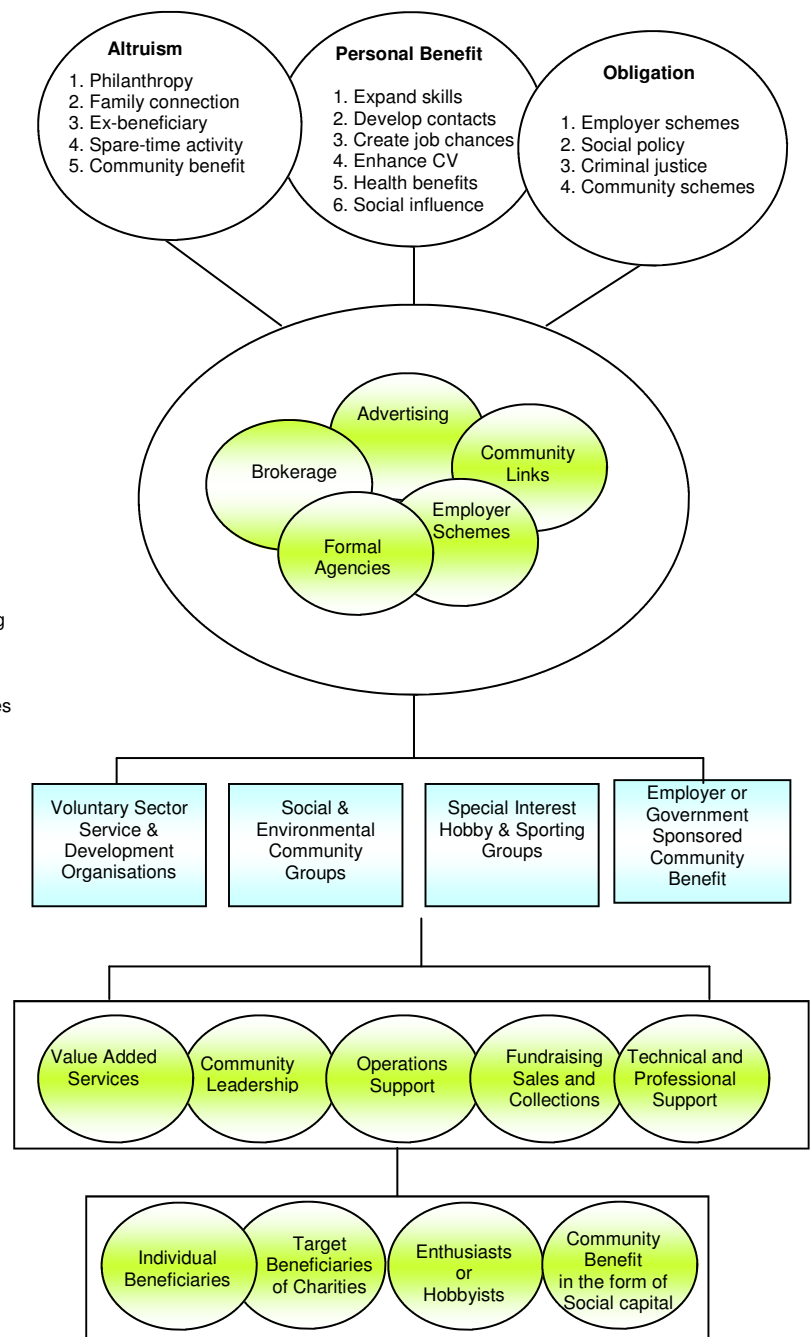 Altruism
1. Philanthropy
2. Family connection
3. Ex-beneficiary
4. Spare-time activity
5. Community benefit
Personal Benefit
1. Expand skills
2. Develop contacts
3. Create job chances
4. Enhance CV
5. Health benefits
6. Social influence
Obligation
1. Employer schemes
2. Social policy
3. Criminal justice
4. Community schemes
Advertising
Community
Links
Brokerage
Employer
Schemes
Formal
Agencies
g
es
Voluntary Sector
Service &
Development
Organisations
Social &
Environmental
Community
Groups
Special Interest
Hobby & Sporting
Groups
Employer or
Government
Sponsored
Community
Benefit
Value Added
Services
Community
Leadership
Operations
Support
Fundraising
Sales and
Collections
Technical and
Professional
Support
Individual
Beneficiaries
Target
Beneficiaries
of Charities
Enthusiasts
or
Hobbyists
Community
Benefit
in the form of
Social capital